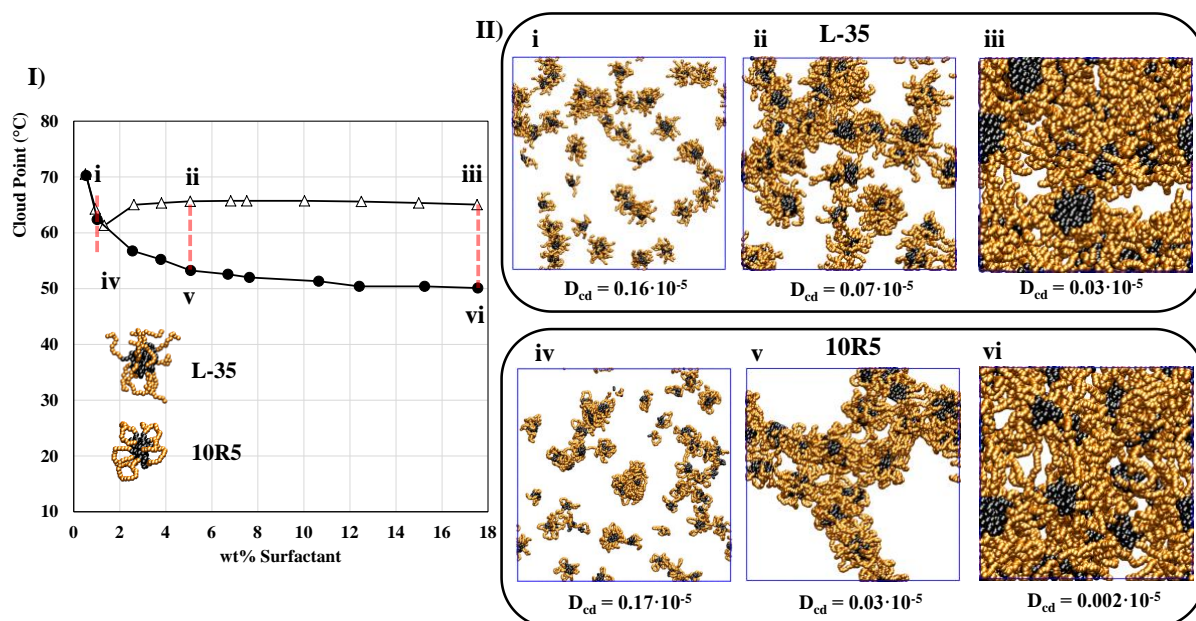 I)
Cloud Point (°C)
80
70
60
50
40
30
20
10
i
ii
iii
iv
v
vi
L-35
10R5
0 2 4 6 8 10 12 14 16 18
wt% Surfactant
II)
L-35
i
ii
iii
D_cd = 0.16·10⁻⁵
D_cd = 0.07·10⁻⁵
D_cd = 0.03·10⁻⁵
10R5
iv
v
vi
D_cd = 0.17·10⁻⁵
D_cd = 0.03·10⁻⁵
D_cd = 0.002·10⁻⁵